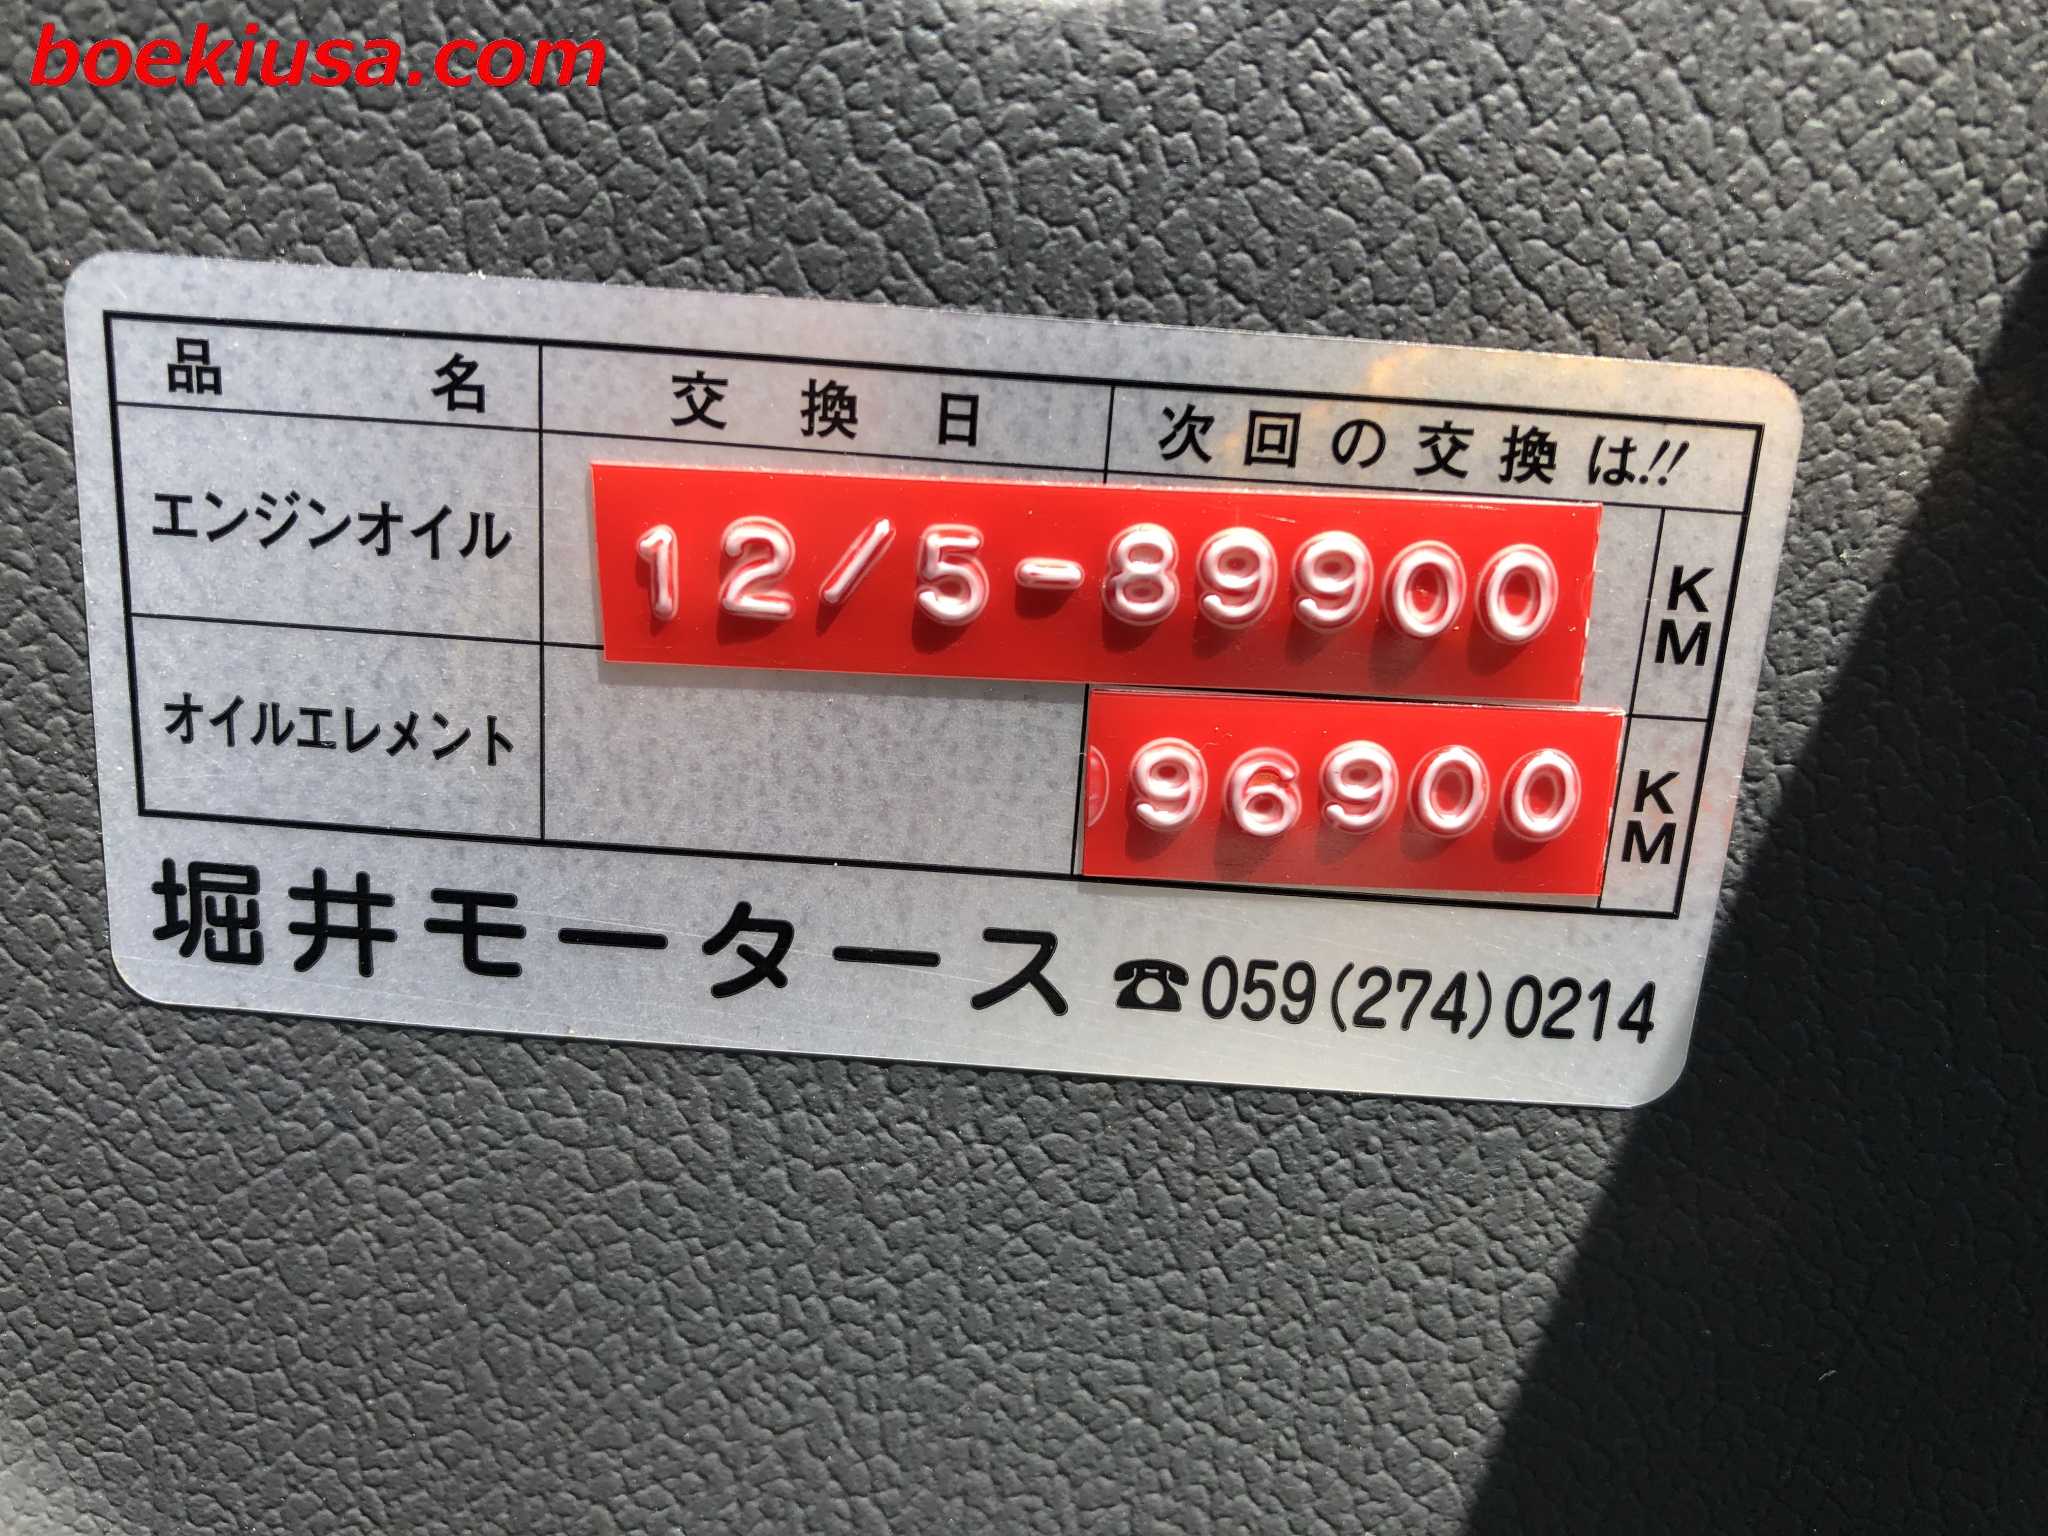 boekiusa.com
品名 交換日 次回の交換は!!
エンジンオイル 12/5-89900 KM
オイルエレメント 96900 KM
堀井モータース ☎059(274)0214